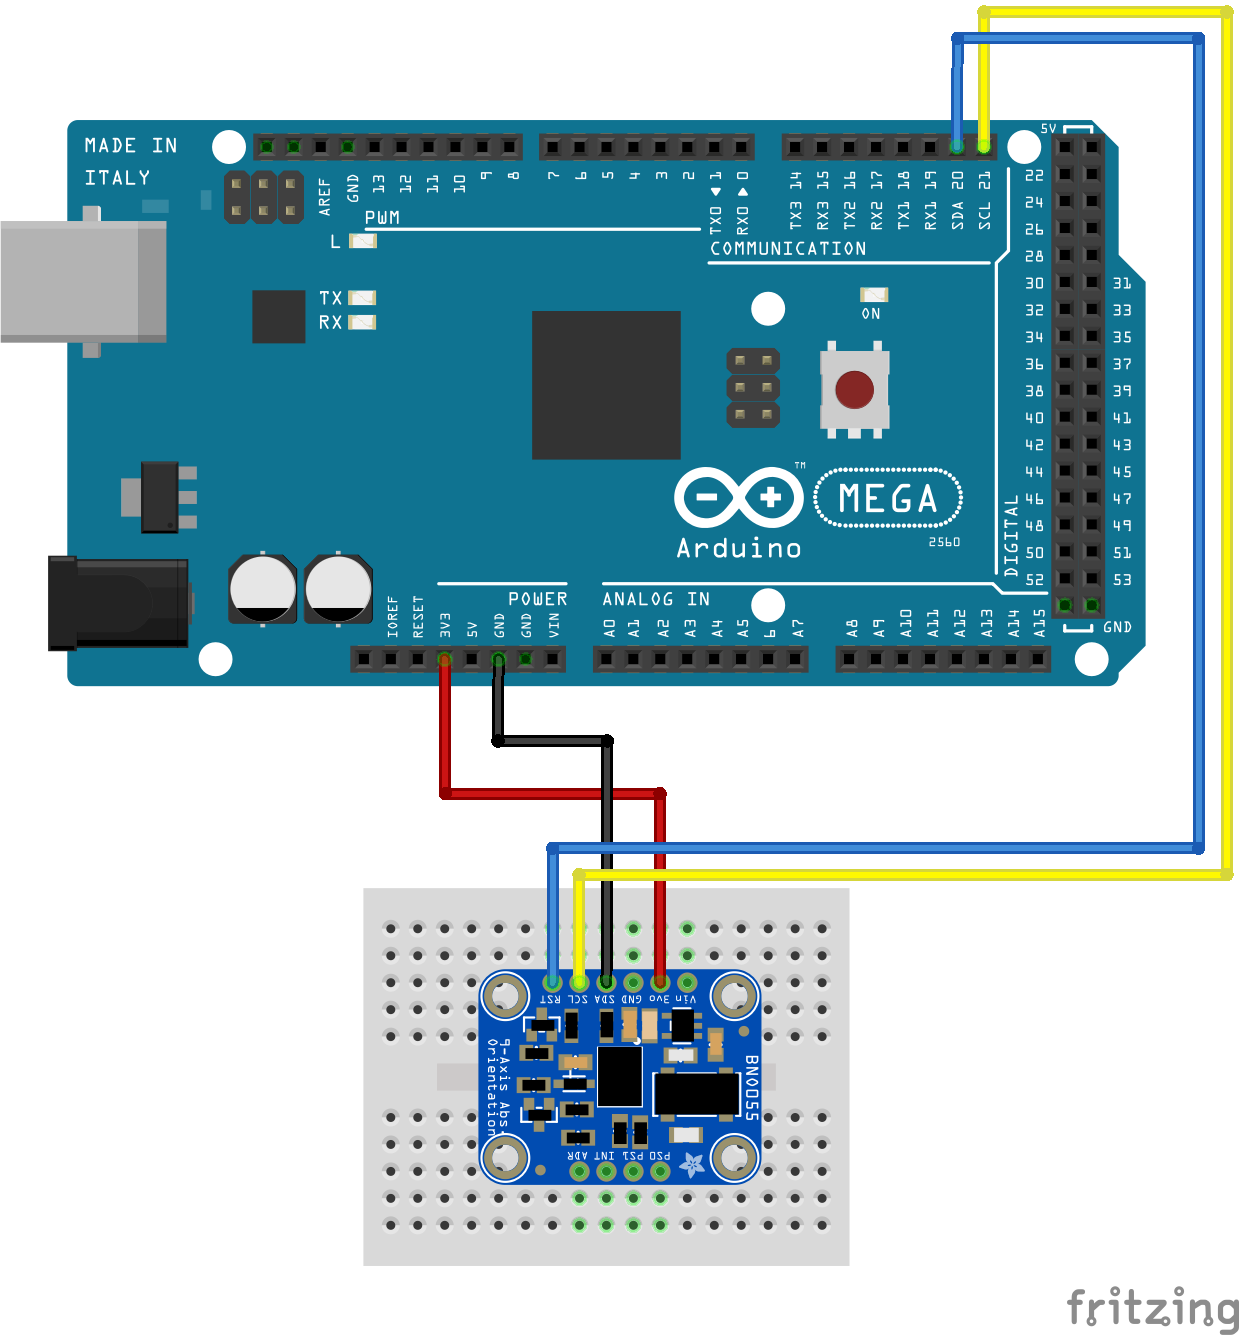 MADE IN
ITALY
AREF
GND
13
12
11
10
9
8
7
6
5
4
3
2
TX0 1
RX0 0
TX3 14
RX3 15
TX2 16
RX2 17
TX1 18
RX1 19
SDA 20
SCL 21
5V
PWM
COMMUNICATION
L
TX
RX
ON
22
24
26
28
30 31
32 33
34 35
36 37
38 39
40 41
42 43
44 45
46 47
48 49
50 51
52 53
GND
DIGITAL
TM
MEGA
2560
Arduino
POWER
ANALOG IN
IOREF
RESET
3V3
5V
GND
GND
VIN
A0
A1
A2
A3
A4
A5
6
A7
A8
A9
A10
A11
A12
A13
A14
A15
Vin 3vo GND SDA SCL RST
9-Axis Abs.
Orientation
BNO055
PS0 PS1 INT ADR
fritzing